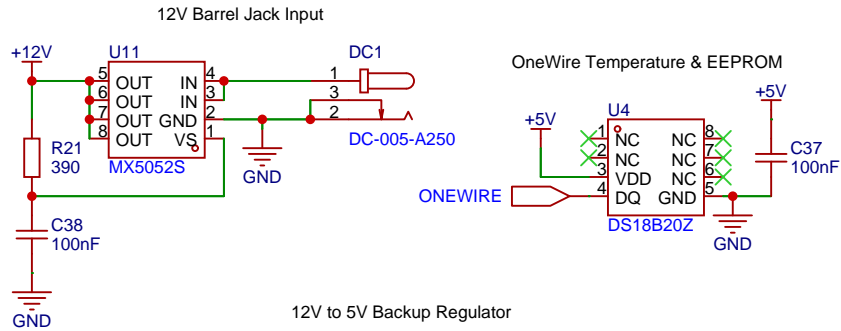 12V Barrel Jack Input
+12V
U11
5
6
7
8
OUT
OUT
OUT
OUT
IN
IN
GND
VS
4
3
2
1
MX5052S
DC1
1
3
2
DC-005-A250
GND
R21
390
C38
100nF
GND
OneWire Temperature & EEPROM
+5V
+5V
U4
1
2
3
4
NC
NC
VDD
DQ
NC
NC
NC
GND
8
7
6
5
DS18B20Z
ONEWIRE
C37
100nF
GND
12V to 5V Backup Regulator